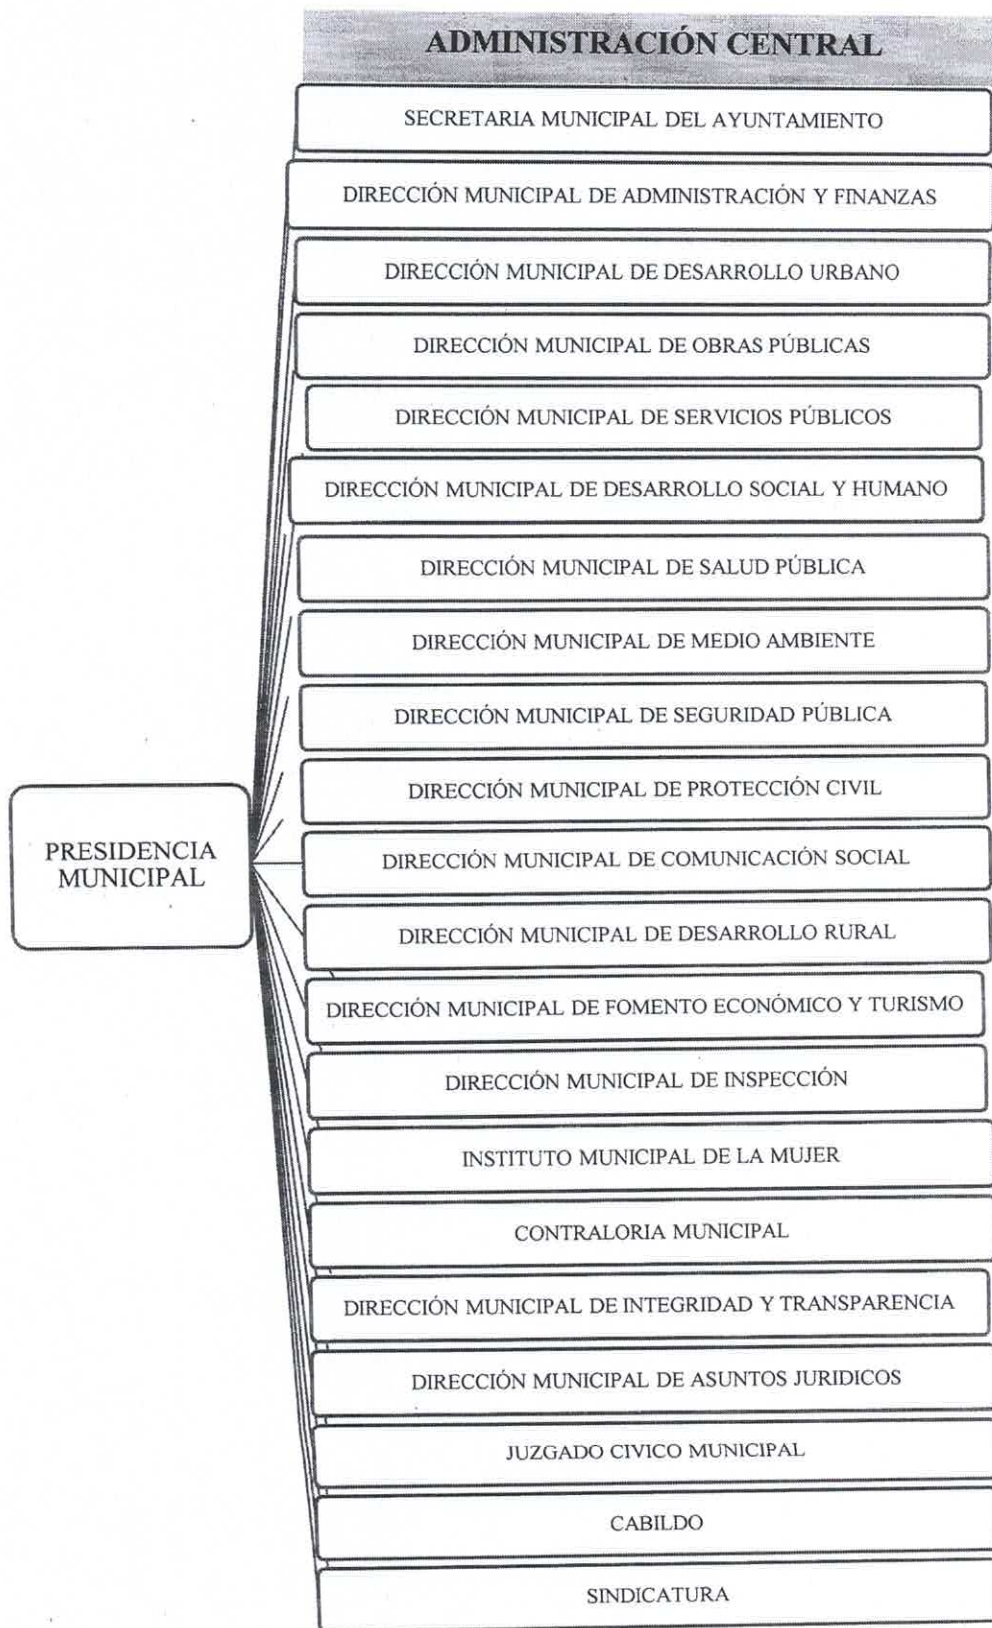 ADMINISTRACIÓN CENTRAL
SECRETARIA MUNICIPAL DEL AYUNTAMIENTO
DIRECCIÓN MUNICIPAL DE ADMINISTRACIÓN Y FINANZAS
DIRECCIÓN MUNICIPAL DE DESARROLLO URBANO
DIRECCIÓN MUNICIPAL DE OBRAS PÚBLICAS
DIRECCIÓN MUNICIPAL DE SERVICIOS PÚBLICOS
DIRECCIÓN MUNICIPAL DE DESARROLLO SOCIAL Y HUMANO
DIRECCIÓN MUNICIPAL DE SALUD PÚBLICA
DIRECCIÓN MUNICIPAL DE MEDIO AMBIENTE
DIRECCIÓN MUNICIPAL DE SEGURIDAD PÚBLICA
DIRECCIÓN MUNICIPAL DE PROTECCIÓN CIVIL
PRESIDENCIA
MUNICIPAL
DIRECCIÓN MUNICIPAL DE COMUNICACIÓN SOCIAL
DIRECCIÓN MUNICIPAL DE DESARROLLO RURAL
DIRECCIÓN MUNICIPAL DE FOMENTO ECONÓMICO Y TURISMO
DIRECCIÓN MUNICIPAL DE INSPECCIÓN
INSTITUTO MUNICIPAL DE LA MUJER
CONTRALORIA MUNICIPAL
DIRECCIÓN MUNICIPAL DE INTEGRIDAD Y TRANSPARENCIA
DIRECCIÓN MUNICIPAL DE ASUNTOS JURIDICOS
JUZGADO CIVICO MUNICIPAL
CABILDO
SINDICATURA